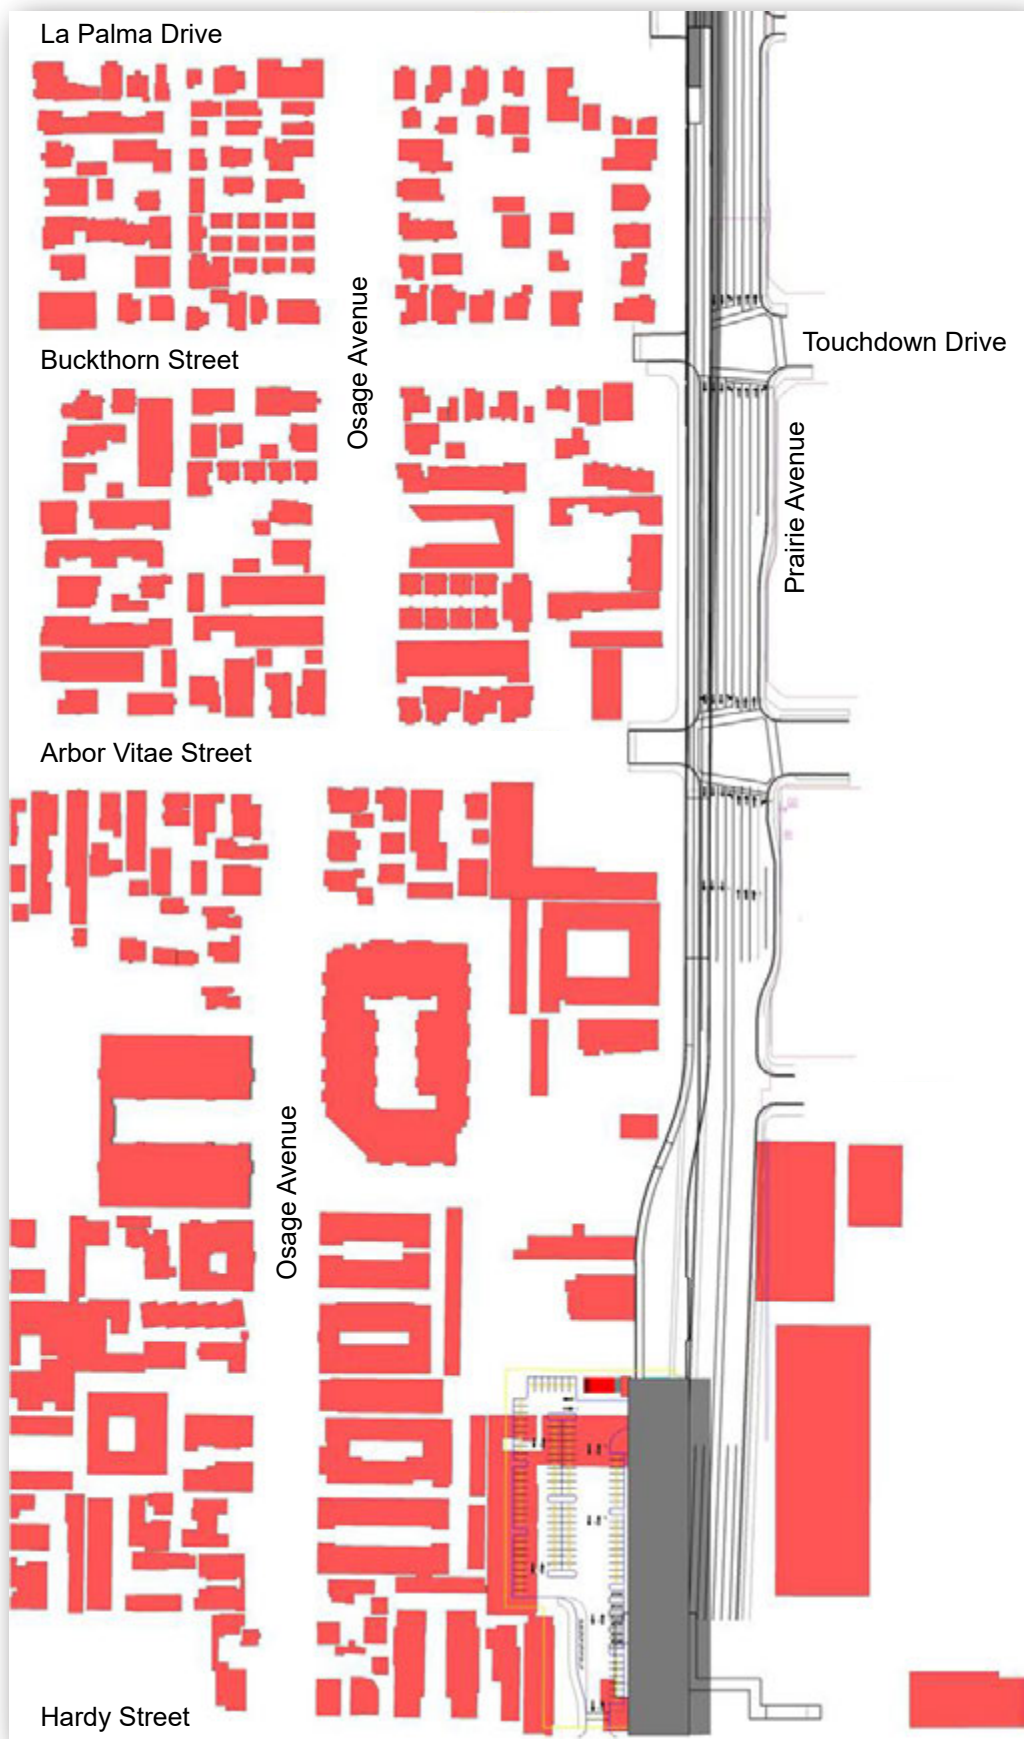 La Palma Drive
Osage Avenue
Buckthorn Street
Touchdown Drive
Prairie Avenue
Arbor Vitae Street
Osage Avenue
Hardy Street